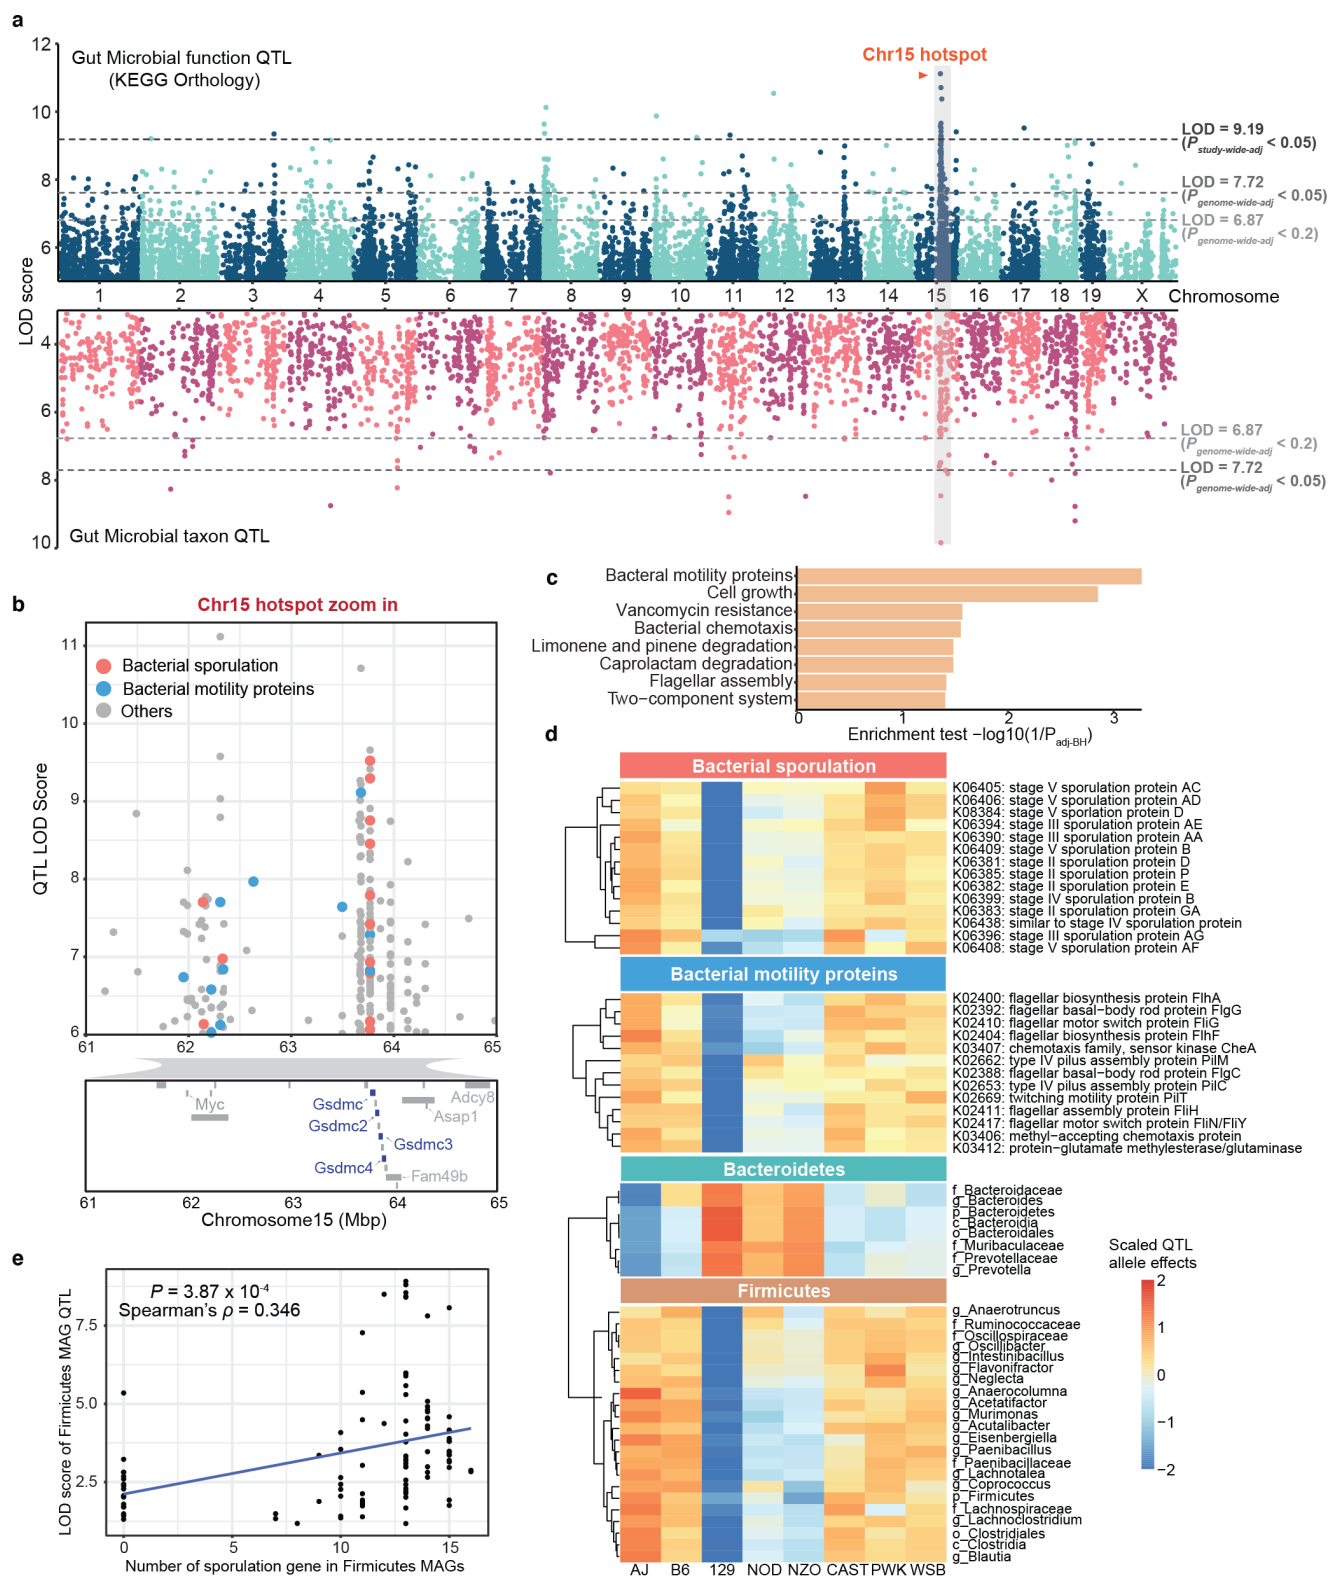 a
Gut Microbial function QTL
(KEGG Orthology)
Chr15 hotspot
12
10
8
6
LOD = 9.19
(P study-wide-adj < 0.05)
LOD = 7.72
(P genome-wide-adj < 0.05)
LOD = 6.87
(P genome-wide-adj < 0.2)
LOD score
1 2 3 4 5 6 7 8 9 10 11 12 13 14 15 16 17 18 19 X Chromosome
4
6
8
10
LOD = 6.87
(P genome-wide-adj < 0.2)
LOD = 7.72
(P genome-wide-adj < 0.05)
Gut Microbial taxon QTL
b
Chr15 hotspot zoom in
Bacterial sporulation
Bacterial motility proteins
Others
QTL LOD Score
11
10
9
8
7
6
61 62 63 64 65
Myc
Gsdmc
Gsdmc2
Gsdmc3
Gsdmc4
Fam49b
Asap1
Adcy8
61 62 63 64 65
Chromosome15 (Mbp)
c
Bacteral motility proteins
Cell growth
Vancomycin resistance
Bacterial chemotaxis
Limonene and pinene degradation
Caprolactam degradation
Flagellar assembly
Two−component system
0 1 2 3
Enrichment test −log10(1/P adj-BH)
d
Bacterial sporulation
K06405: stage V sporulation protein AC
K06406: stage V sporulation protein AD
K08384: stage V sporlation protein D
K06394: stage III sporulation protein AE
K06390: stage III sporulation protein AA
K06409: stage V sporulation protein B
K06381: stage II sporulation protein D
K06385: stage II sporulation protein P
K06382: stage II sporulation protein E
K06399: stage IV sporulation protein B
K06383: stage II sporulation protein GA
K06438: similar to stage IV sporulation protein
K06396: stage III sporulation protein AG
K06408: stage V sporulation protein AF
Bacterial motility proteins
K02400: flagellar biosynthesis protein FlhA
K02392: flagellar basal−body rod protein FlgG
K02410: flagellar motor switch protein FliG
K02404: flagellar biosynthesis protein FlhF
K03407: chemotaxis family, sensor kinase CheA
K02662: type IV pilus assembly protein PilM
K02388: flagellar basal−body rod protein FlgC
K02653: type IV pilus assembly protein PilC
K02669: twitching motility protein PilT
K02411: flagellar assembly protein FliH
K02417: flagellar motor switch protein FliN/FliY
K03406: methyl−accepting chemotaxis protein
K03412: protein−glutamate methylesterase/glutaminase
Bacteroidetes
f_Bacteroidaceae
g_Bacteroides
p_Bacteroidetes
c_Bacteroidia
o_Bacteroidales
f_Muribaculaceae
f_Prevotellaceae
g_Prevotella
Firmicutes
g_Anaerotruncus
f_Ruminococcaceae
f_Oscillospiraceae
g_Oscillibacter
g_Intestinibacillus
g_Flavonifractor
g_Neglecta
g_Anaerocolumna
g_Acetatifactor
g_Murimonas
g_Acutalibacter
g_Eisenbergiella
g_Paenibacillus
f_Paenibacillaceae
g_Lachnotalea
g_Coprococcus
p_Firmicutes
f_Lachnospiraceae
g_Lachnoclostridium
o_Clostridiales
c_Clostridia
g_Blautia
AJ B6 129 NOD NZO CAST PWK WSB
Scaled QTL
allele effects
2
1
0
−1
−2
e
P = 3.87 x 10-4
Spearman's ρ = 0.346
LOD score of Firmicutes MAG QTL
7.5
5.0
2.5
0 5 10 15
Number of sporulation gene in Firmicutes MAGs